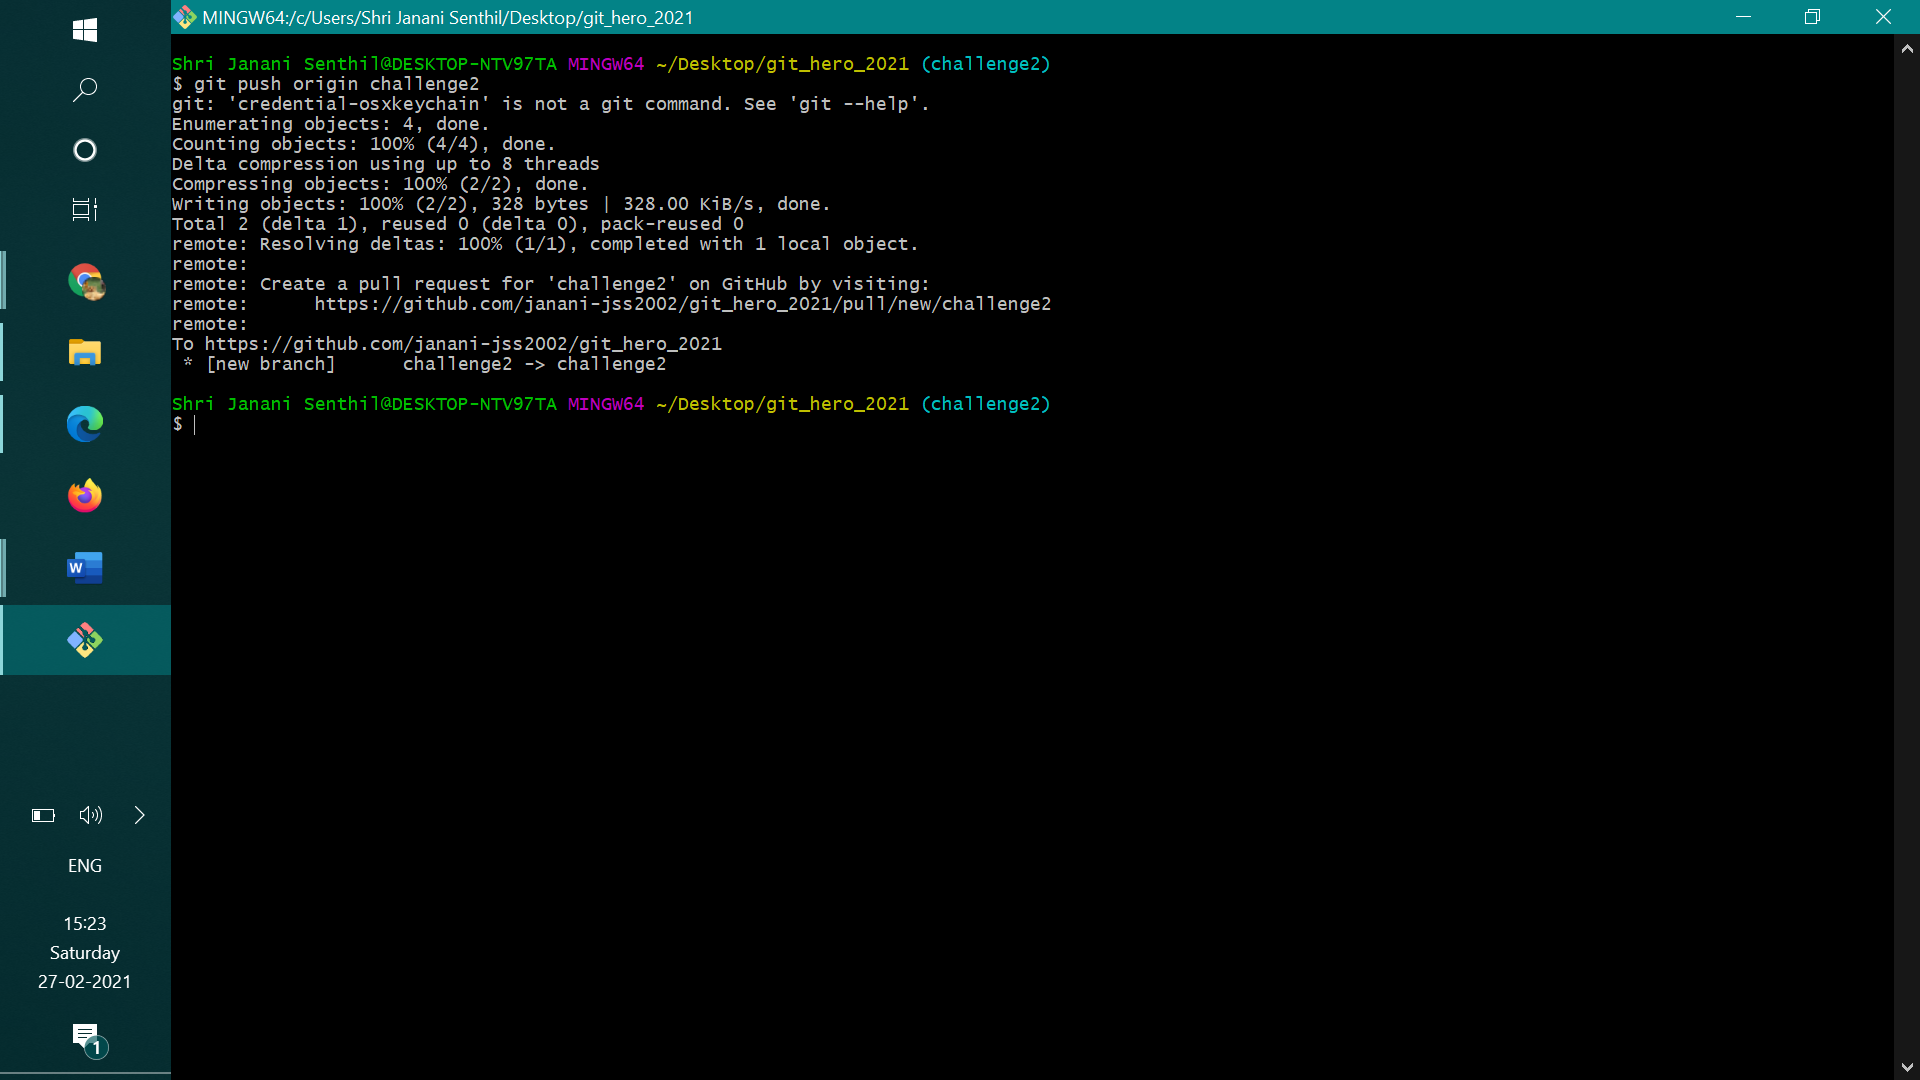 MINGW64:/c/Users/Shri Janani Senthil/Desktop/git_hero_2021
Shri Janani Senthil@DESKTOP-NTV97TA MINGW64 ~/Desktop/git_hero_2021 (challenge2)
$ git push origin challenge2
git: 'credential-osxkeychain' is not a git command. See 'git --help'.
Enumerating objects: 4, done.
Counting objects: 100% (4/4), done.
Delta compression using up to 8 threads
Compressing objects: 100% (2/2), done.
Writing objects: 100% (2/2), 328 bytes | 328.00 KiB/s, done.
Total 2 (delta 1), reused 0 (delta 0), pack-reused 0
remote: Resolving deltas: 100% (1/1), completed with 1 local object.
remote:
remote: Create a pull request for 'challenge2' on GitHub by visiting:
remote:      https://github.com/janani-jss2002/git_hero_2021/pull/new/challenge2
remote:
To https://github.com/janani-jss2002/git_hero_2021
 * [new branch]      challenge2 -> challenge2
Shri Janani Senthil@DESKTOP-NTV97TA MINGW64 ~/Desktop/git_hero_2021 (challenge2)
$
W
ENG
15:23
Saturday
27-02-2021
1